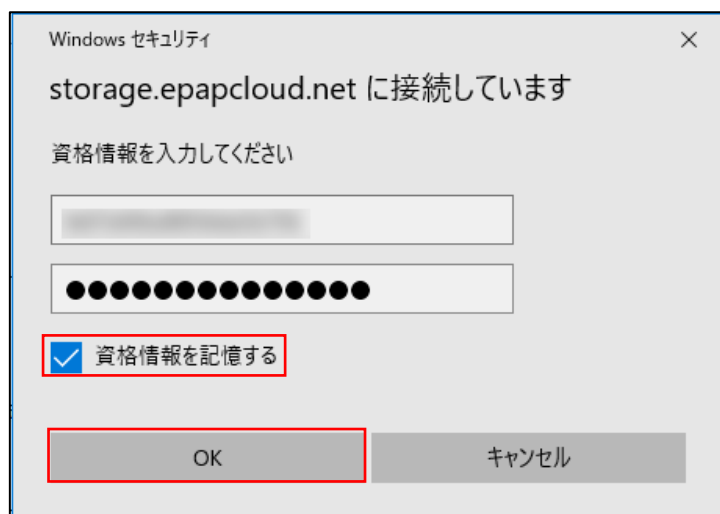 Windows セキュリティ
storage.epapcloud.net に接続しています
資格情報を入力してください
●●●●●●●●●●●●●●
資格情報を記憶する
OK
キャンセル